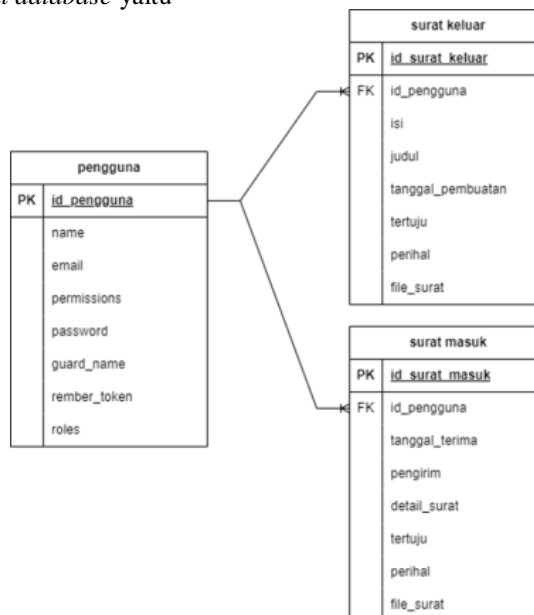 database yaitu
surat keluar
PK id_surat_keluar
FK id_pengguna
isi
judul
tanggal_pembuatan
tertuju
perihal
file_surat
pengguna
PK id_pengguna
name
email
permissions
password
guard_name
rember_token
roles
surat masuk
PK id_surat_masuk
FK id_pengguna
tanggal_terima
pengirim
detail_surat
tertuju
perihal
file_surat